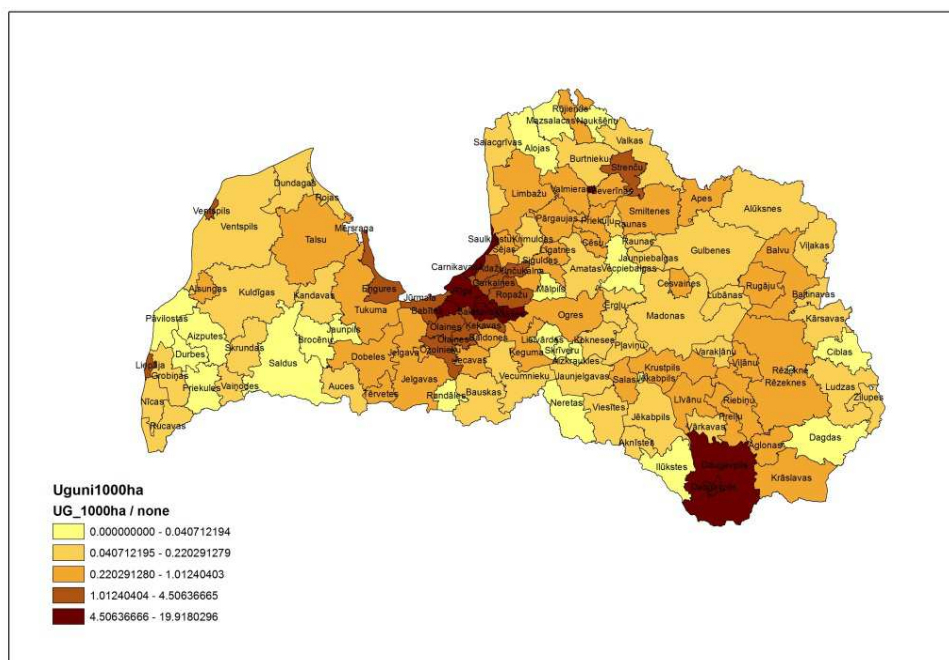 Rūjienas
Mazsalacas
Naukšēnu
Salacgrīvas
Alojas
Valkas
Burtnieku
Strenču
Dundagas
Rojas
Limbažu
Valmieras
Beverīnas
Apes
Smiltenes
Alūksnes
Ventspils
Ventspils
Mērsraga
Talsu
Pārgaujas
Priekuļu
Raunas
Raunas
Gulbenes
Balvu
Viļakas
Sējas
Krimuldas
Līgatnes
Cēsu
Siguldas
Jaunpiebalgas
Vecpiebalgas
Amatas
Carnikavas
Garkalnes
Ropažu
Mālpils
Cesvaines
Rugāju
Lubānas
Baltinavas
Alsungas
Kuldīgas
Kandavas
Engures
Jūrmala
Tukuma
Babītes
Ogres
Ērgļu
Madonas
Kārsavas
Pāvilostas
Aizputes
Durbes
Skrundas
Saldus
Brocēnu
Jaunpils
Olaines
Ķekavas
Baldones
Lielvārdes
Skrīveru
Kokneses
Aizkraukles
Pļaviņu
Varakļānu
Viļānu
Rēzekne
Rēzeknes
Ciblas
Liepāja
Grobiņas
Priekules
Vaiņodes
Dobeles
Jelgava
Ozolnieku
Iecavas
Ķeguma
Jaunjelgavas
Krustpils
Jēkabpils
Salas
Ludzas
Zilupes
Nīcas
Rucavas
Auces
Tērvetes
Jelgavas
Rundāles
Bauskas
Vecumnieku
Neretas
Viesītes
Jēkabpils
Līvānu
Riebiņu
Preiļu
Vārkavas
Aknīstes
Ilūkstes
Aglonas
Dagdas
Krāslavas
Daugavpils
Uguni1000ha
UG_1000ha / none
0.000000000 - 0.040712194
0.040712195 - 0.220291279
0.220291280 - 1.01240403
1.01240404 - 4.50636665
4.50636666 - 19.9180296